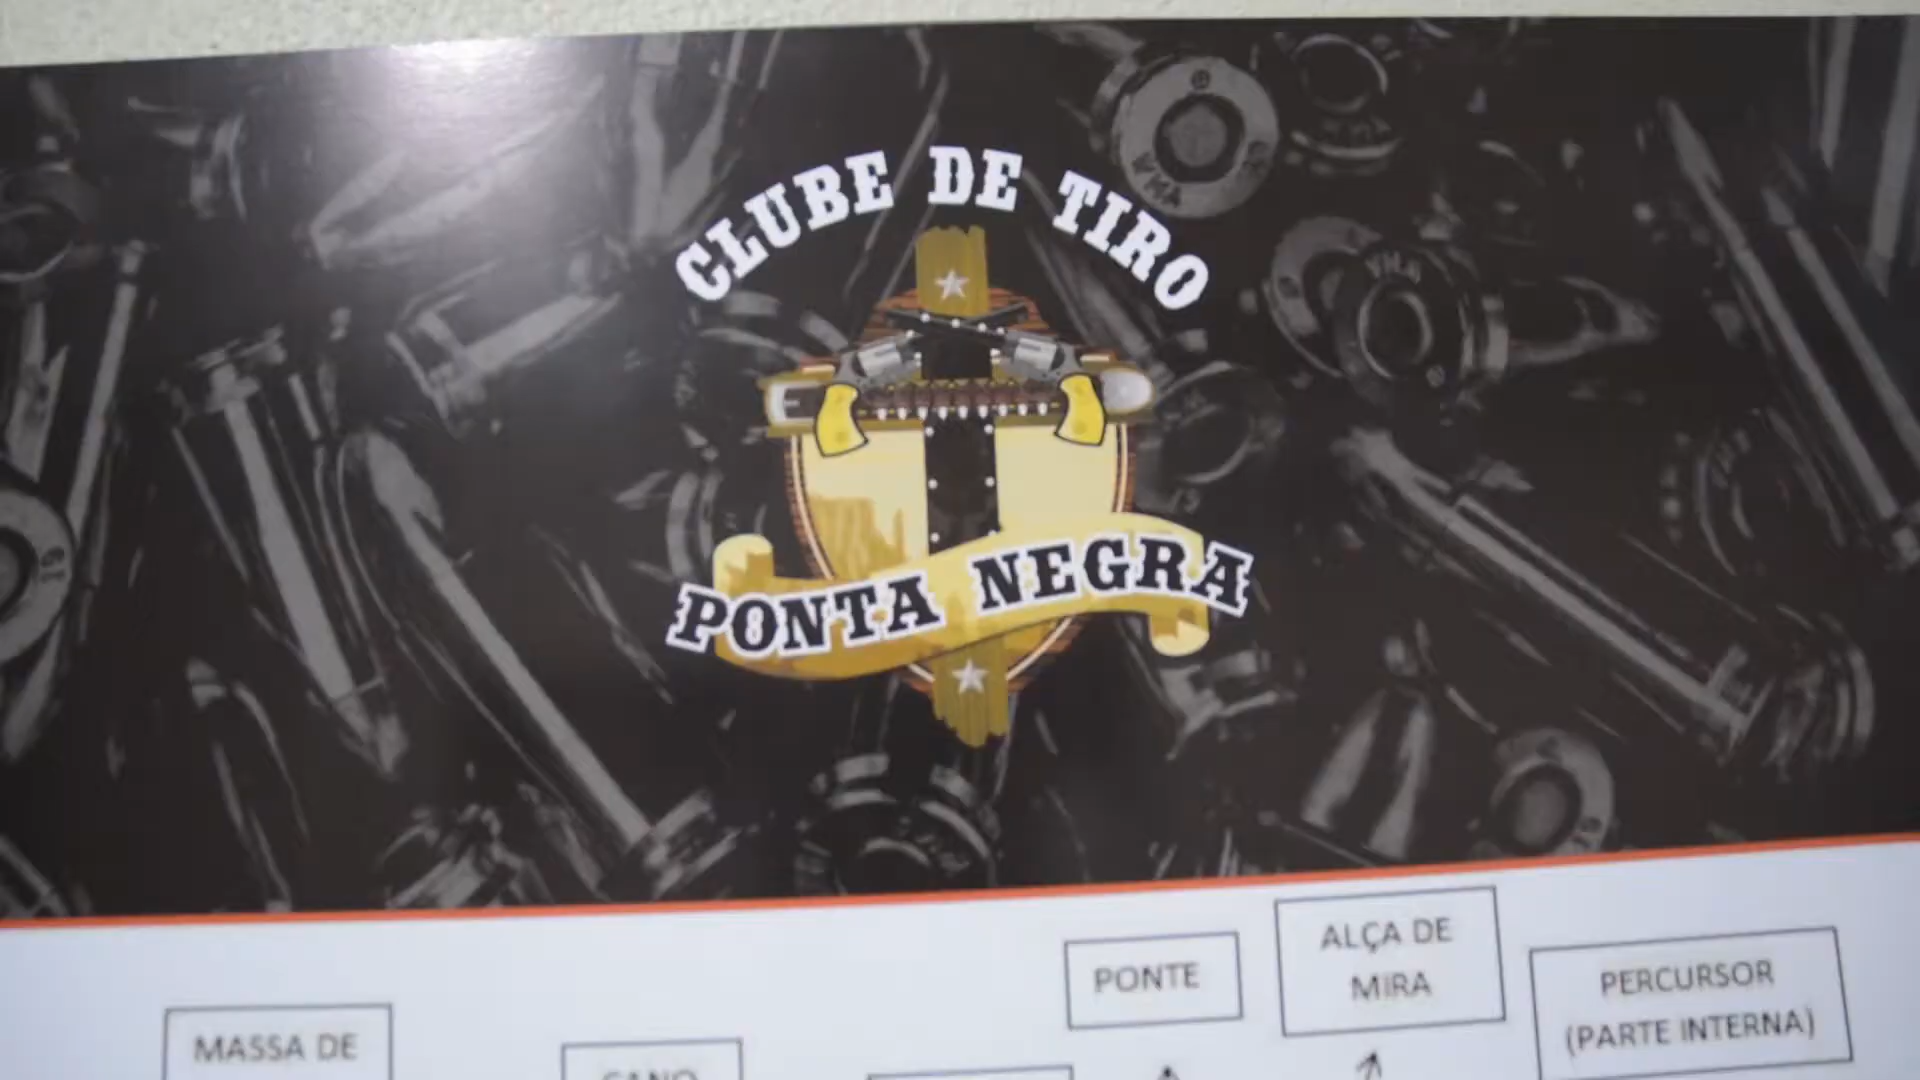 CLUBE DE TIRO
PONTA NEGRA
PONTE
ALÇA DE
MIRA
PERCURSOR
(PARTE INTERNA)
MASSA DE